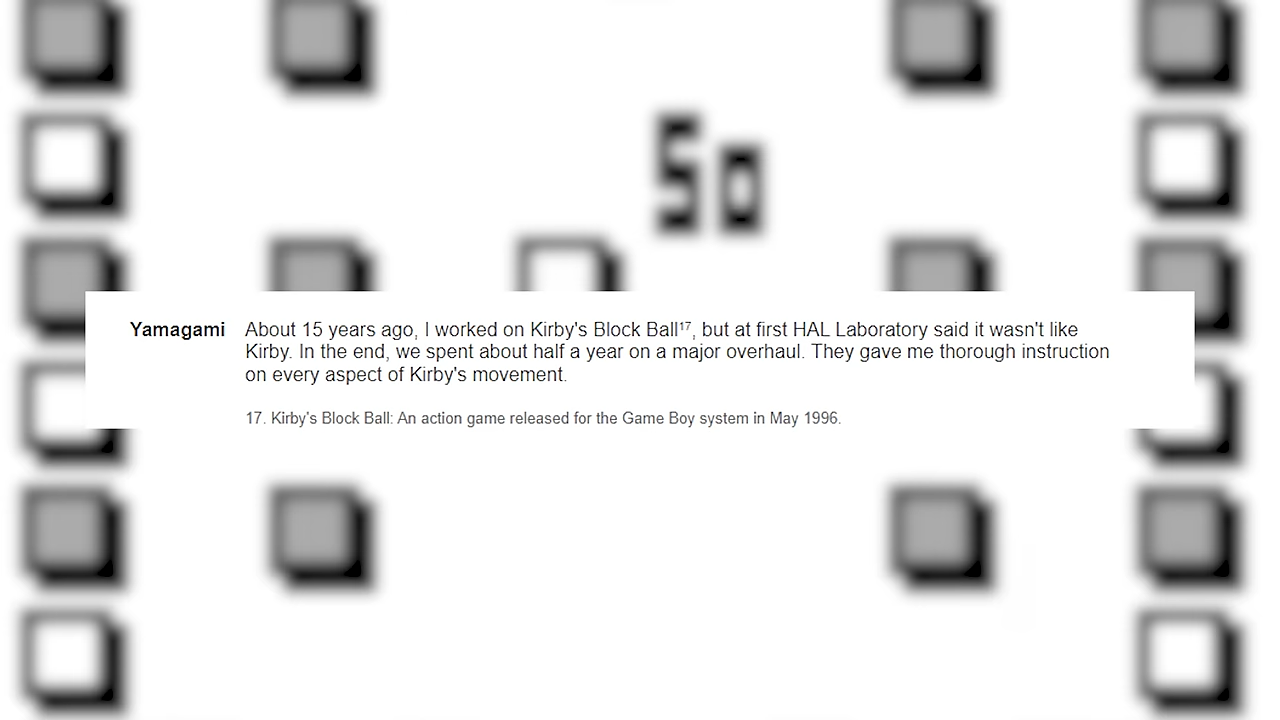 50
Yamagami About 15 years ago, I worked on Kirby's Block Ball¹⁷, but at first HAL Laboratory said it wasn't like
Kirby. In the end, we spent about half a year on a major overhaul. They gave me thorough instruction
on every aspect of Kirby's movement.
17. Kirby's Block Ball: An action game released for the Game Boy system in May 1996.